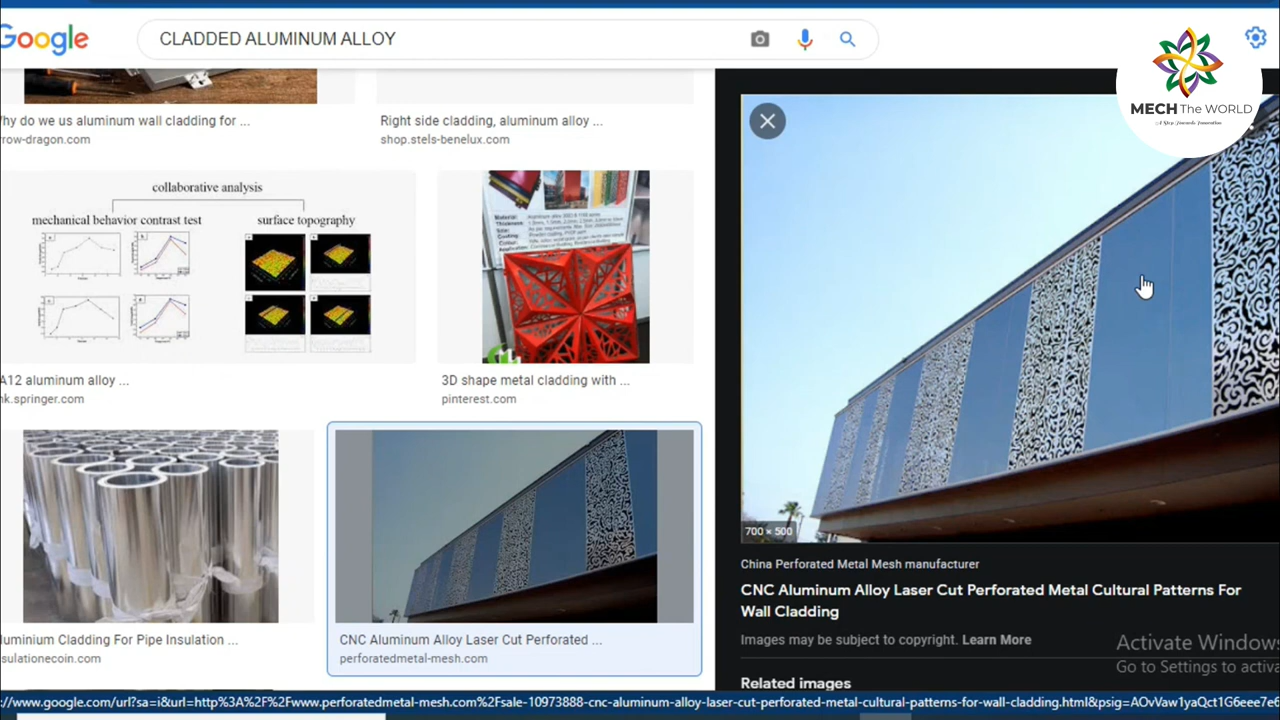 Google
CLADDED ALUMINUM ALLOY
MECH The WORLD
hy do we us aluminum wall cladding for ...
row-dragon.com
Right side cladding, aluminum alloy ...
shop.stels-benelux.com
collaborative analysis
mechanical behavior contrast test
surface topography
A12 aluminum alloy ...
nk.springer.com
3D shape metal cladding with ...
pinterest.com
700 × 500
China Perforated Metal Mesh manufacturer
CNC Aluminum Alloy Laser Cut Perforated Metal Cultural Patterns For
Wall Cladding
Images may be subject to copyright. Learn More
Related images
luminium Cladding For Pipe Insulation ...
sulationecoin.com
CNC Aluminum Alloy Laser Cut Perforated ...
perforatedmetal-mesh.com
Activate Windows
Go to Settings to activa
://www.google.com/url?sa=i&url=http%3A%2F%2Fwww.perforatedmetal-mesh.com%2Fsale-10973888-cnc-aluminum-alloy-laser-cut-perforated-metal-cultural-patterns-for-wall-cladding.html&psig=AOvVaw1yaQct1G6eee7e